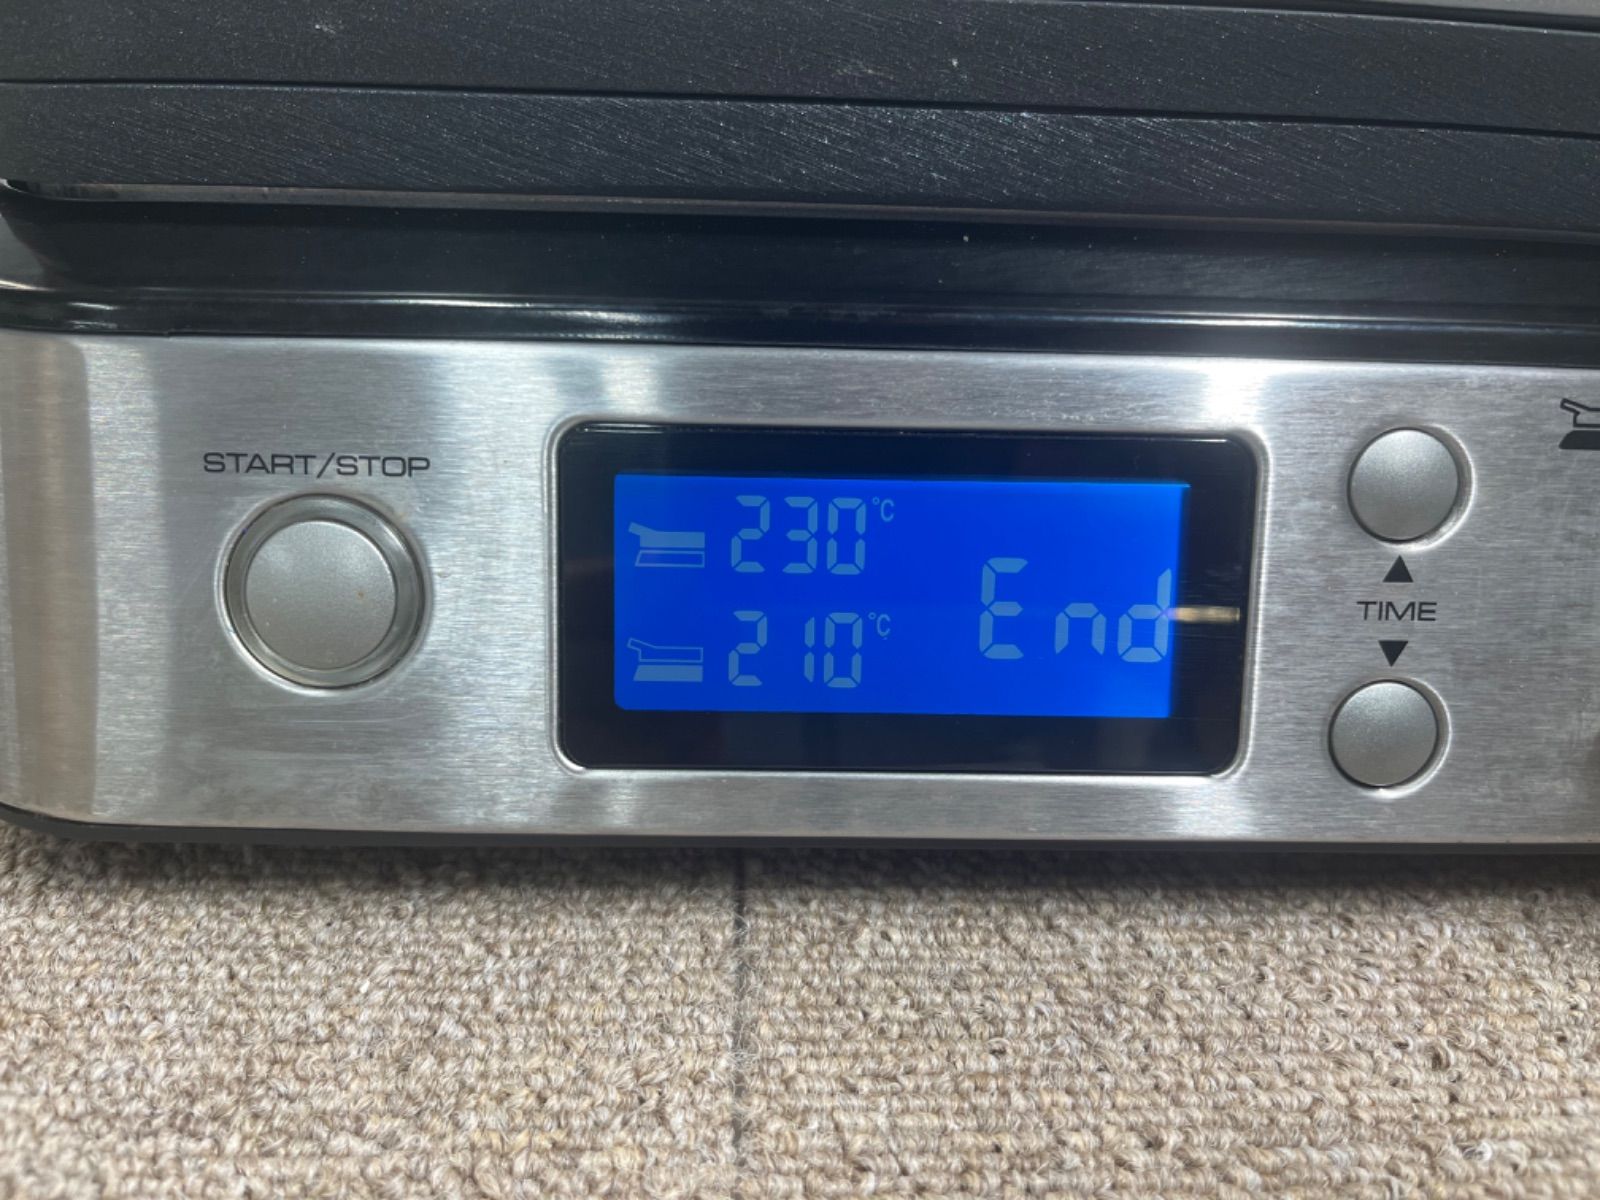 START/STOP
230°C
210°C
End
▲
TIME
▼